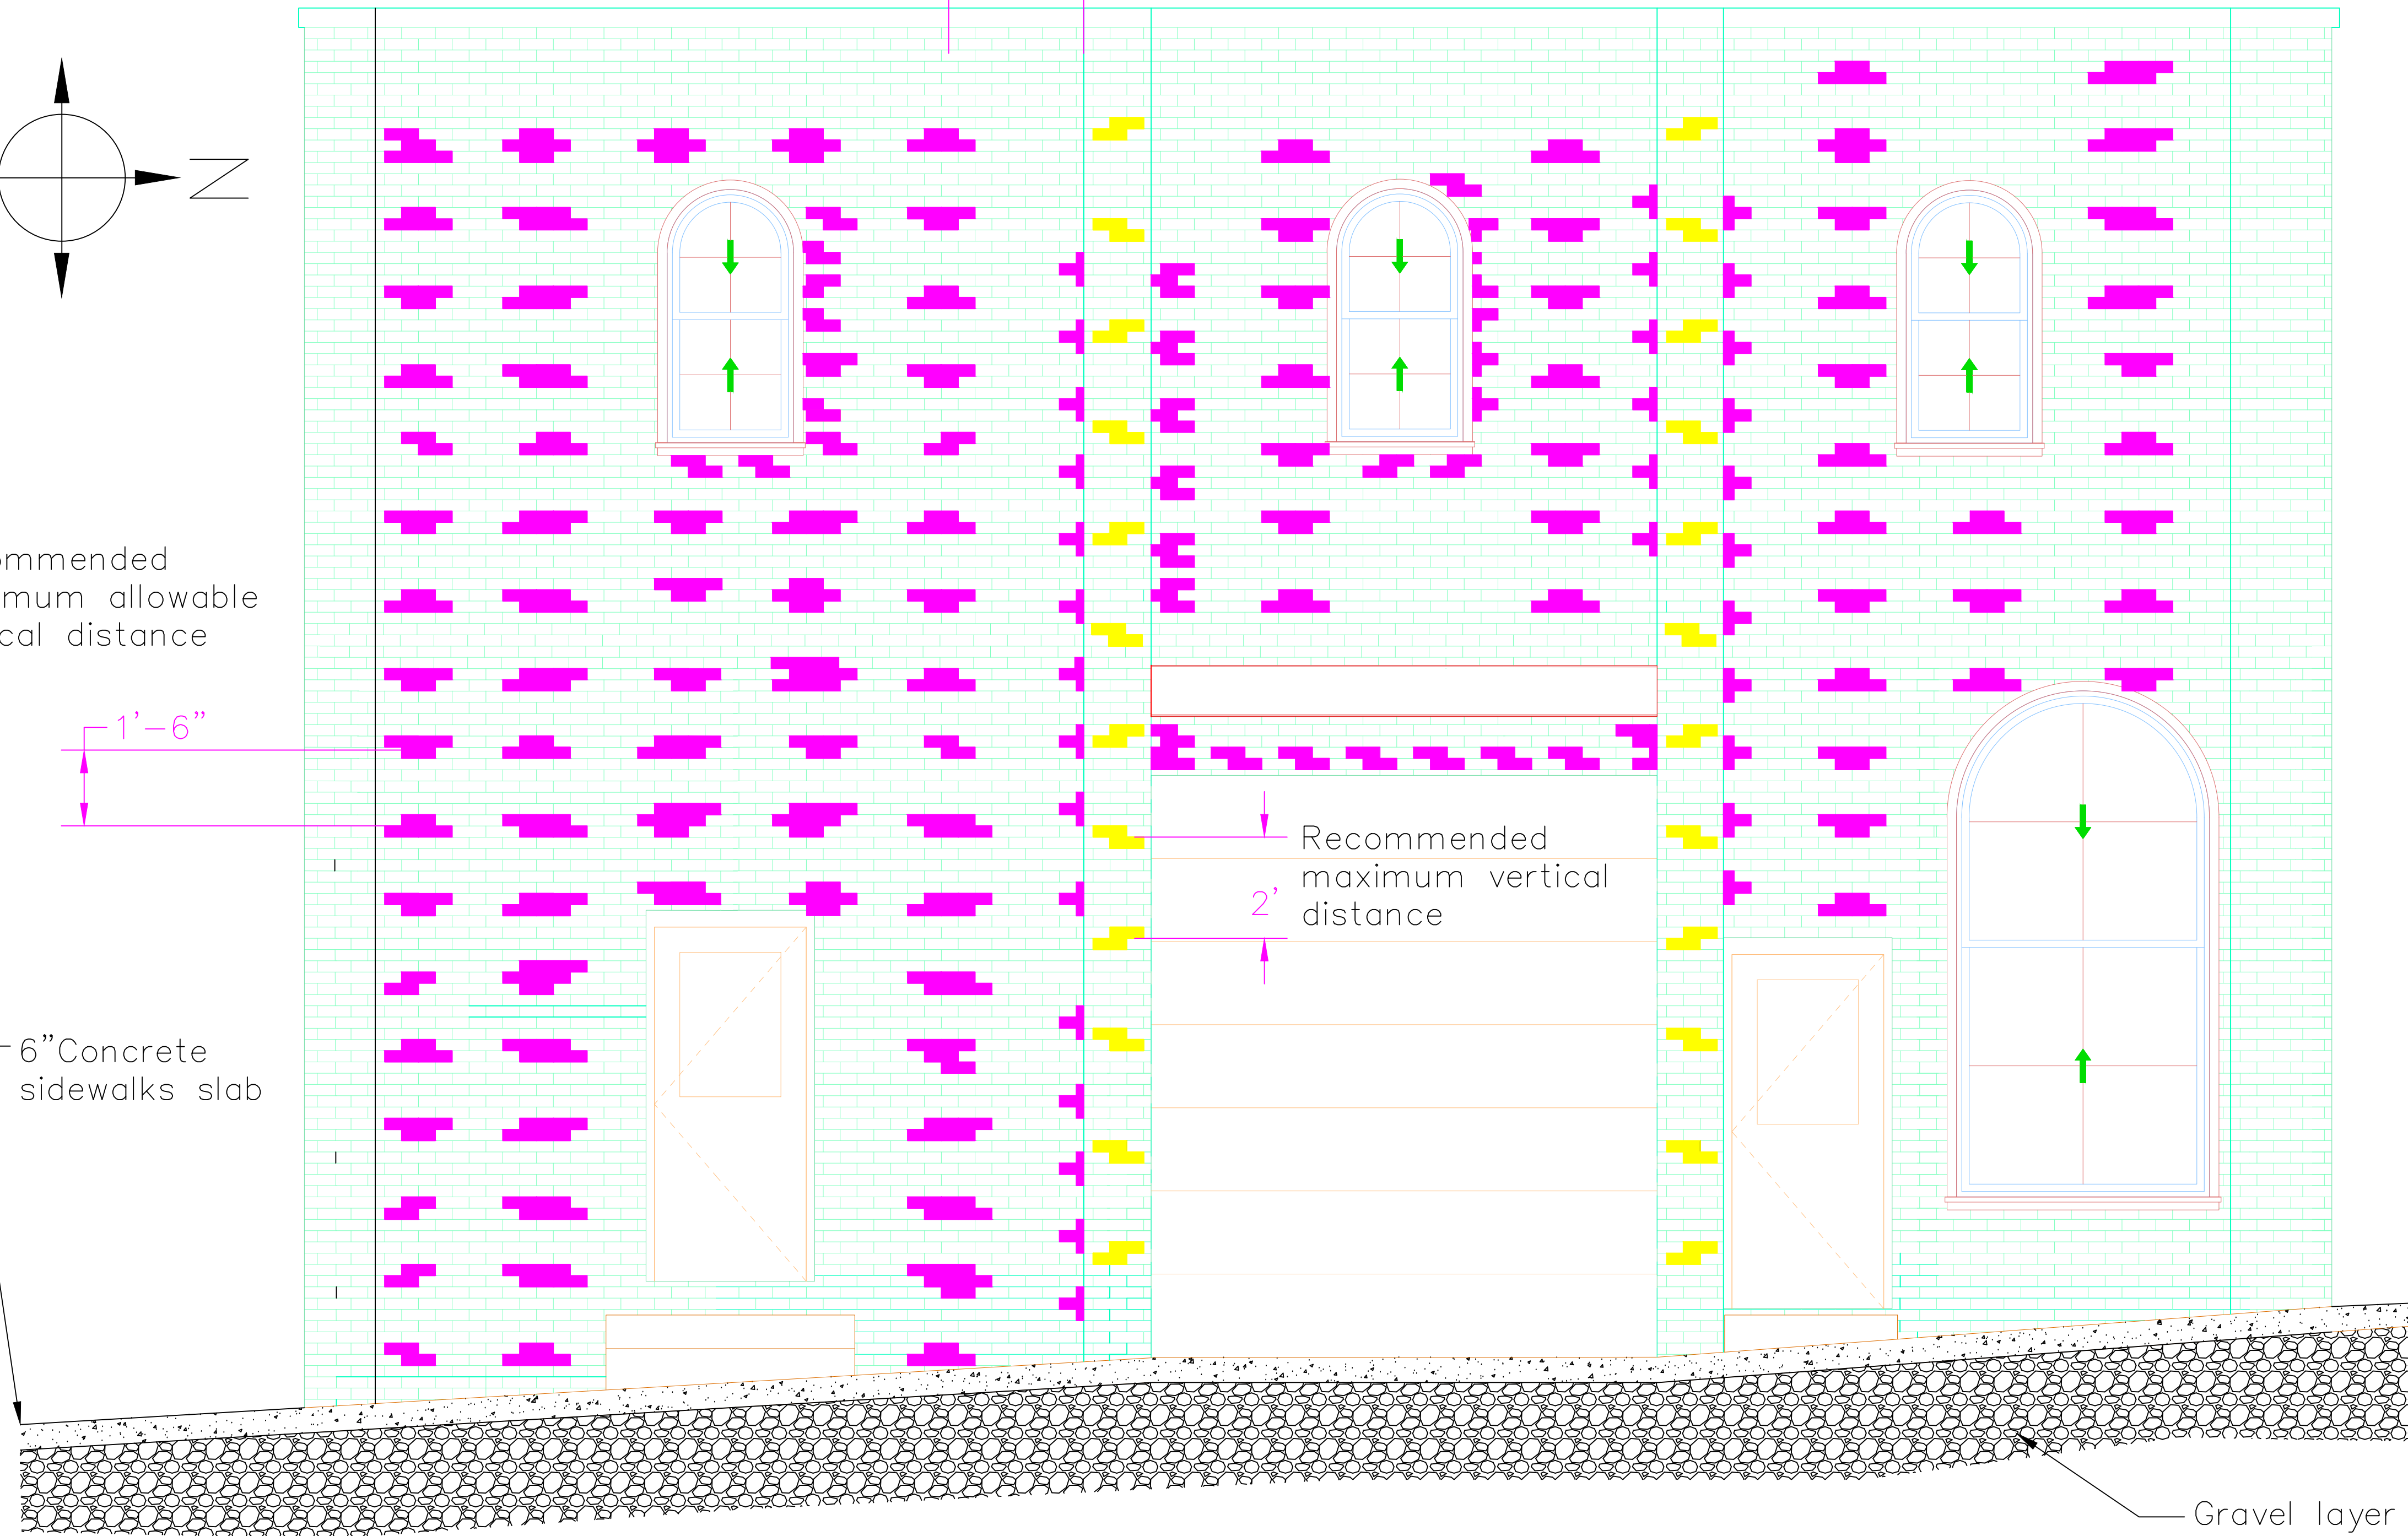 N
ommended
mum allowable
cal distance
1'-6"
Recommended
maximum vertical
distance
2'
6"Concrete
sidewalks slab
Gravel layer